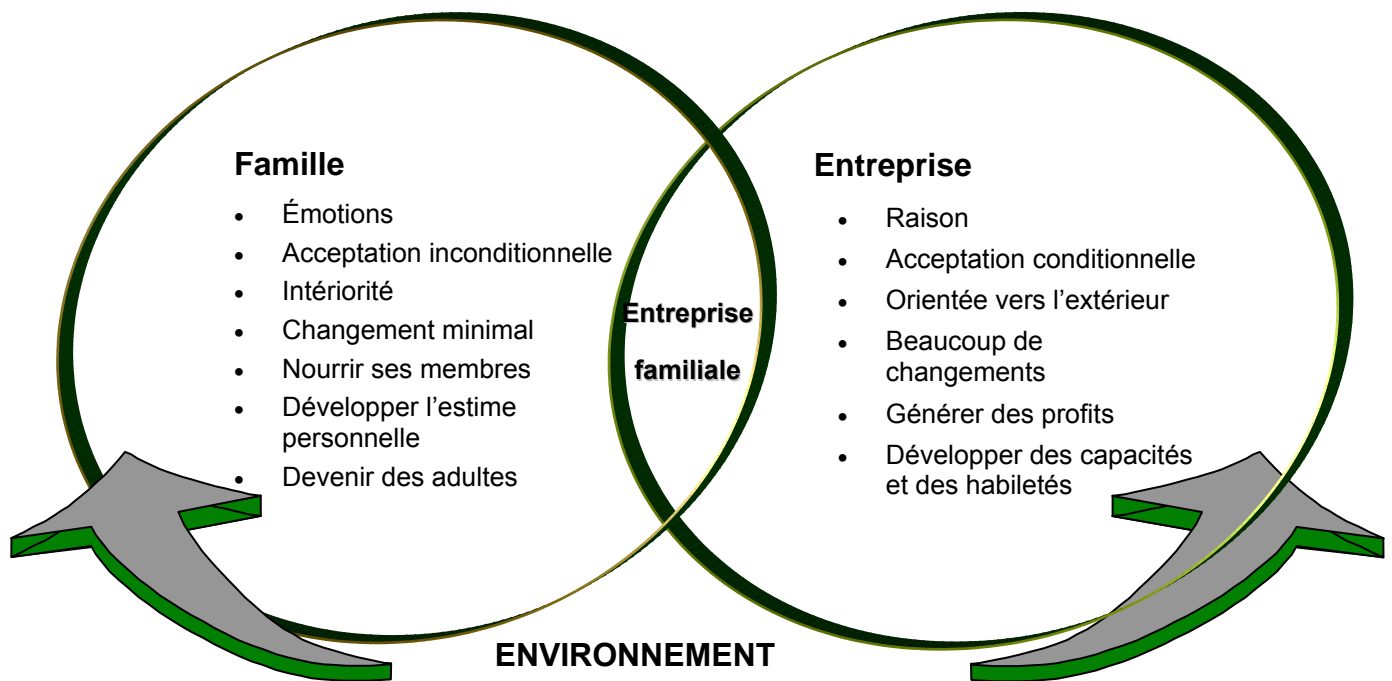 Famille
• Émotions
• Acceptation inconditionnelle
• Intériorité
• Changement minimal
• Nourrir ses membres
• Développer l’estime
personnelle
• Devenir des adultes
Entreprise
familiale
Entreprise
• Raison
• Acceptation conditionnelle
• Orientée vers l’extérieur
• Beaucoup de
changements
• Générer des profits
• Développer des capacités
et des habiletés
ENVIRONNEMENT